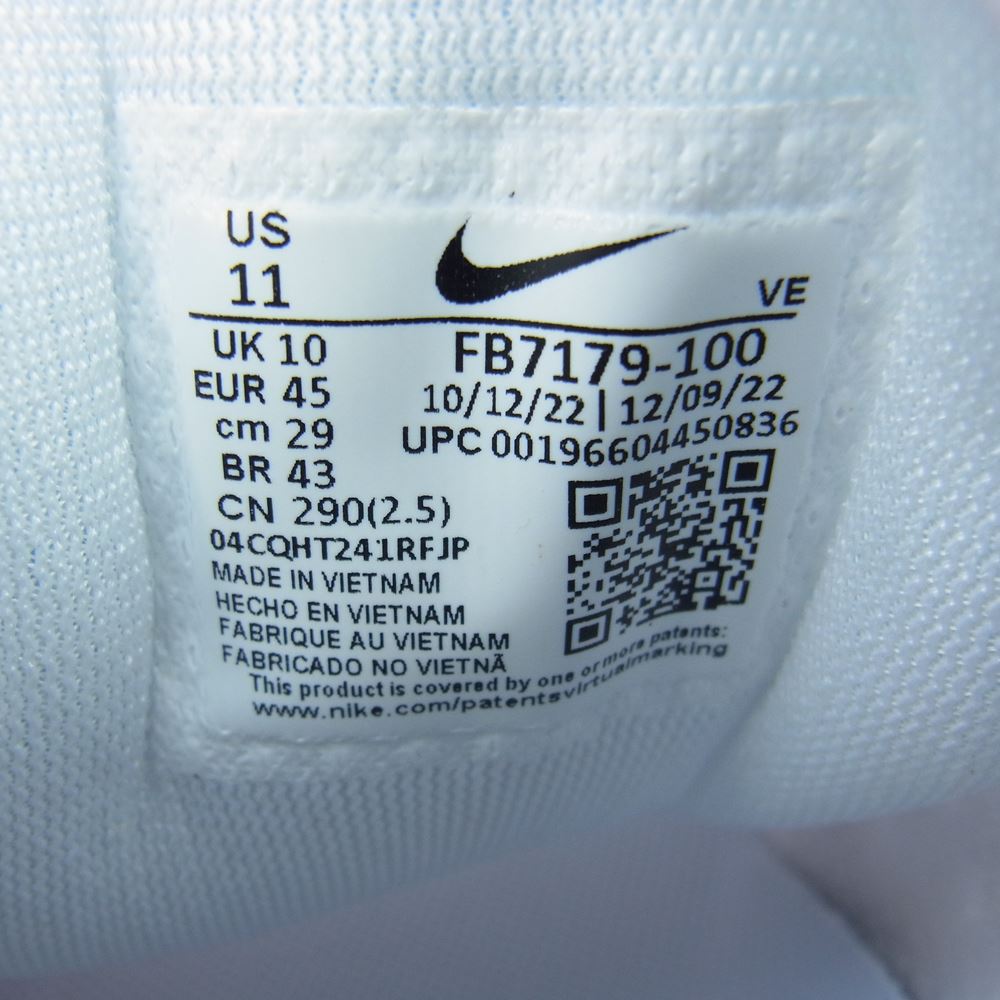 US
11
VE
UK 10
FB7179-100
EUR 45
10/12/22 | 12/09/22
cm 29
UPC 00196604450836
BR 43
CN 290(2.5)
04CQHT241RFJP
MADE IN VIETNAM
HECHO EN VIETNAM
FABRIQUE AU VIETNAM
FABRICADO NO VIETNÃ
This product is covered by one or more patents:
www.nike.com/patentsvirtualmarking